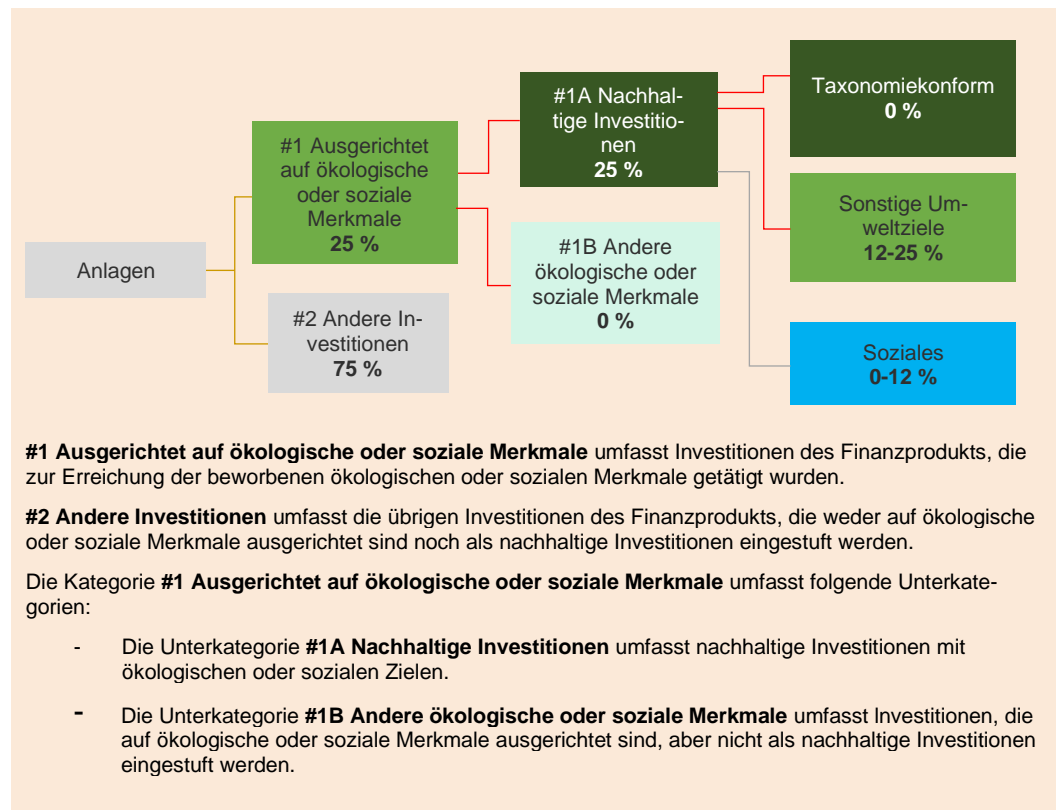 Anlagen
#1 Ausgerichtet
auf ökologische
oder soziale
Merkmale
25 %
#2 Andere In-
vestitionen
75 %
#1A Nachhal-
tige Investitio-
nen
25 %
#1B Andere
ökologische oder
soziale Merkmale
0 %
Taxonomiekonform
0 %
Sonstige Um-
weltziele
12-25 %
Soziales
0-12 %
#1 Ausgerichtet auf ökologische oder soziale Merkmale umfasst Investitionen des Finanzprodukts, die
zur Erreichung der beworbenen ökologischen oder sozialen Merkmale getätigt wurden.
#2 Andere Investitionen umfasst die übrigen Investitionen des Finanzprodukts, die weder auf ökologische
oder soziale Merkmale ausgerichtet sind noch als nachhaltige Investitionen eingestuft werden.
Die Kategorie #1 Ausgerichtet auf ökologische oder soziale Merkmale umfasst folgende Unterkate-
gorien:
- Die Unterkategorie #1A Nachhaltige Investitionen umfasst nachhaltige Investitionen mit
ökologischen oder sozialen Zielen.
- Die Unterkategorie #1B Andere ökologische oder soziale Merkmale umfasst Investitionen, die
auf ökologische oder soziale Merkmale ausgerichtet sind, aber nicht als nachhaltige Investitionen
eingestuft werden.